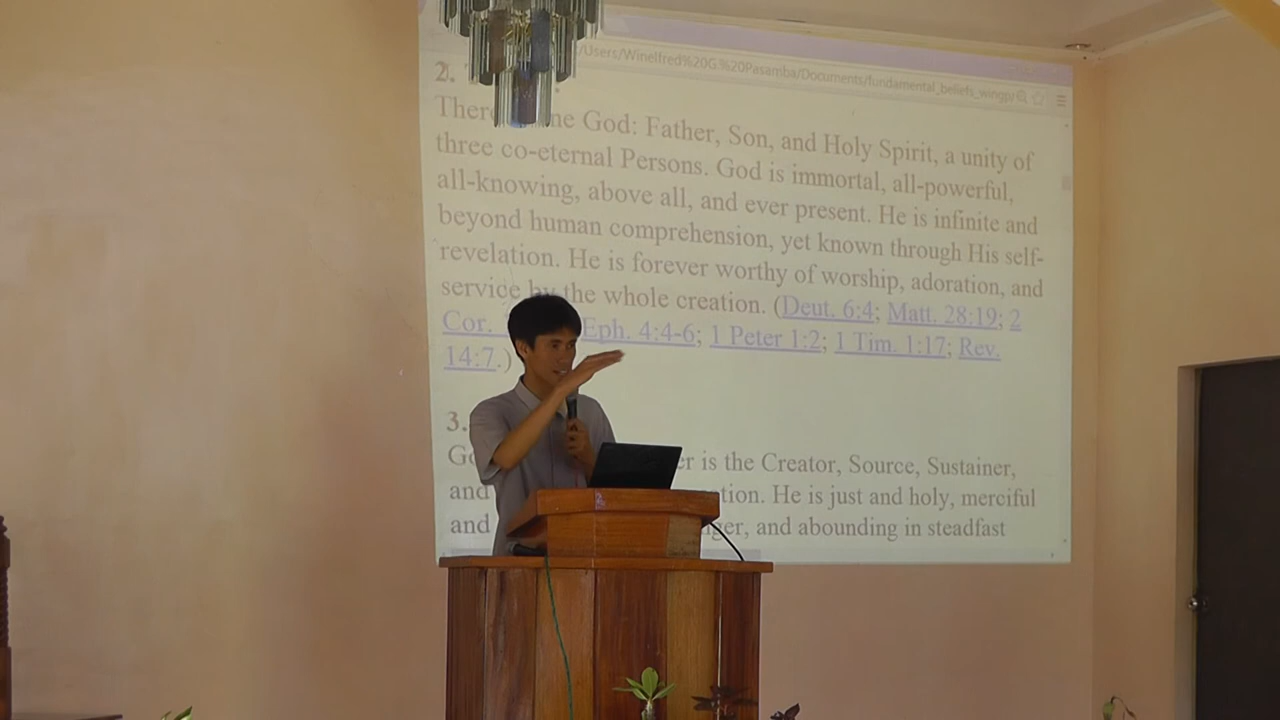 /Users/Winelfred%20G.%20Pasamba/Documents/fundamental_beliefs_wingp
2.
There ne God: Father, Son, and Holy Spirit, a unity of
three co-eternal Persons. God is immortal, all-powerful,
all-knowing, above all, and ever present. He is infinite and
beyond human comprehension, yet known through His self-
revelation. He is forever worthy of worship, adoration, and
service by the whole creation. (Deut. 6:4; Matt. 28:19; 2
Cor. Eph. 4:4-6; 1 Peter 1:2; 1 Tim. 1:17; Rev.
14:7.)
3.
er is the Creator, Source, Sustainer,
and tion. He is just and holy, merciful
and nger, and abounding in steadfast